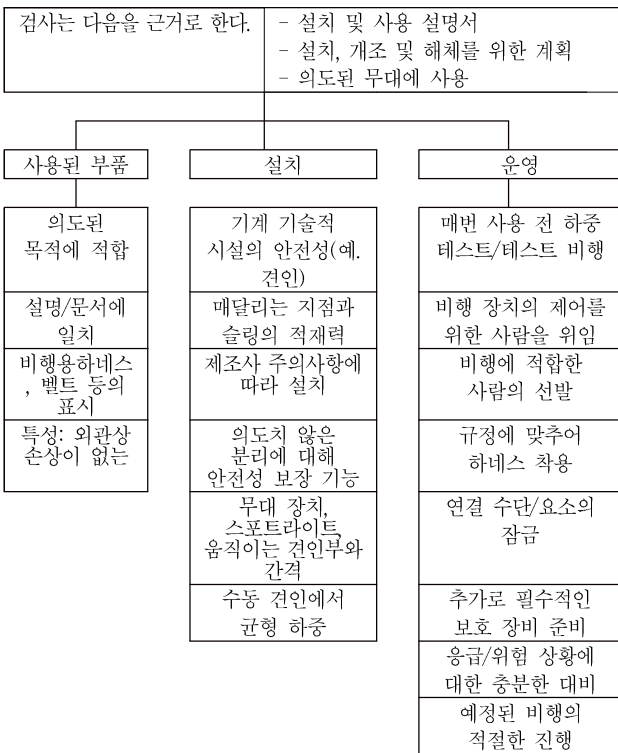 검사는 다음을 근거로 한다.
- 설치 및 사용 설명서
- 설치, 개조 및 해체를 위한 계획
- 의도된 무대에 사용
사용된 부품
의도된
목적에 적합
설명/문서에
일치
비행용하네스
, 벨트 등의
표시
특성: 외관상
손상이 없는
설치
기계 기술적
시설의 안전성(예.
견인)
매달리는 지점과
슬링의 적재력
제조사 주의사항에
따라 설치
의도치 않은
분리에 대해
안전성 보장 기능
무대 장치,
스포트라이트,
움직이는 견인부와
간격
수동 견인에서
균형 하중
운영
매번 사용 전 하중
테스트/테스트 비행
비행 장치의 제어를
위한 사람을 위임
비행에 적합한
사람의 선발
규정에 맞추어
하네스 착용
연결 수단/요소의
잠금
추가로 필수적인
보호 장비 준비
응급/위험 상황에
대한 충분한 대비
예정된 비행의
적절한 진행